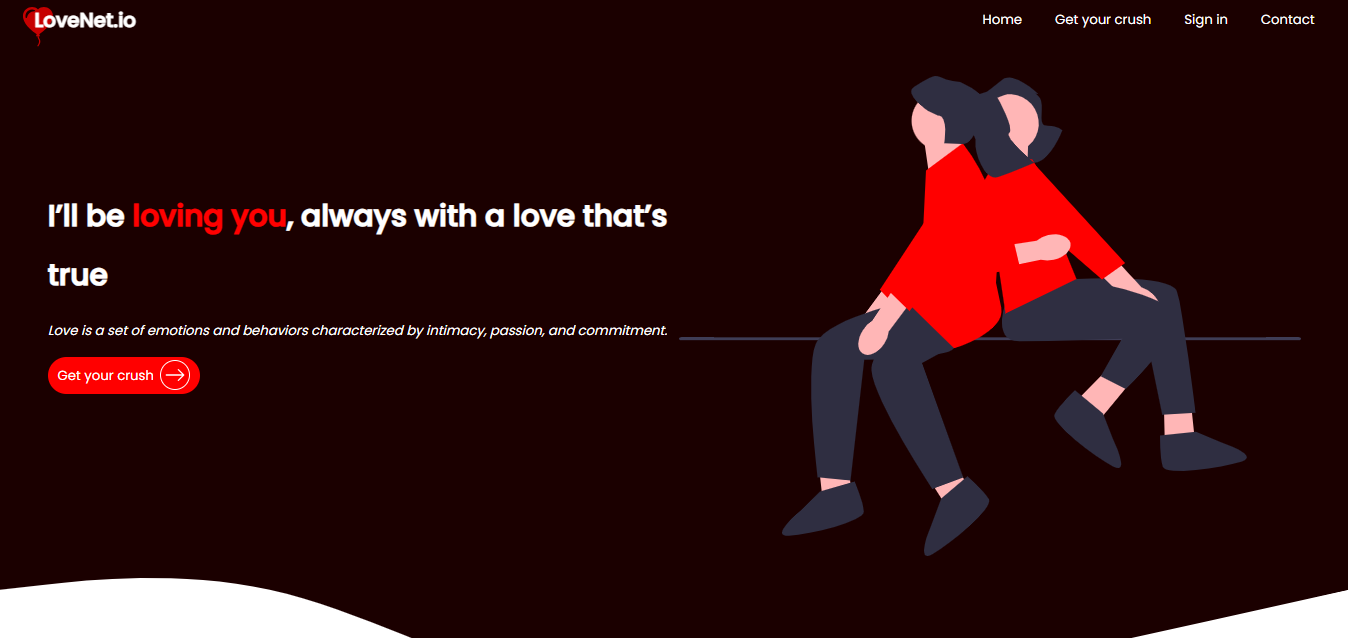 LoveNet.io
Home Get your crush Sign in Contact
I’ll be loving you, always with a love that’s
true
Love is a set of emotions and behaviors characterized by intimacy, passion, and commitment.
Get your crush